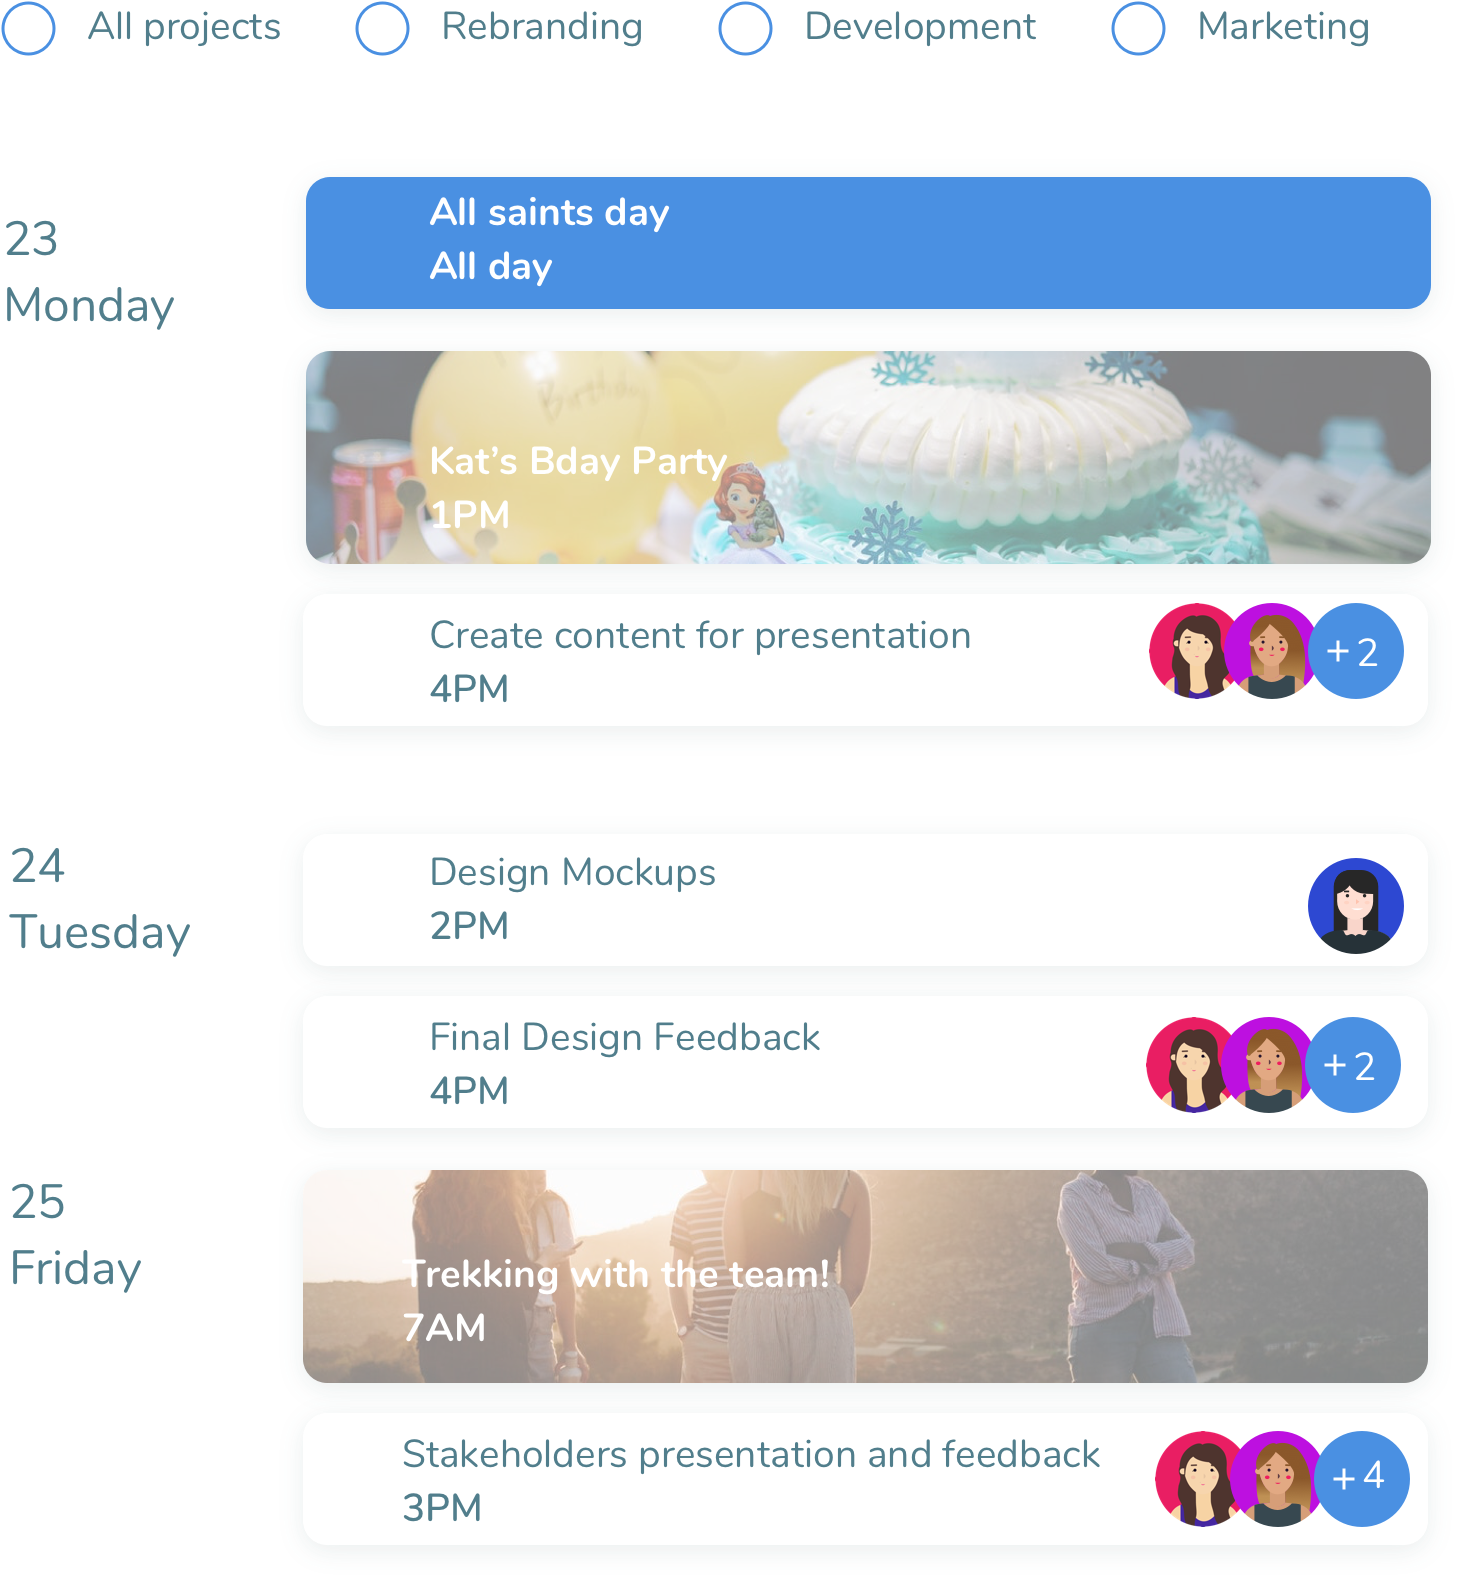 All projects Rebranding Development Marketing
23
Monday
All saints day
All day
Birthday
Kat’s Bday Party
1PM
Create content for presentation
4PM
+2
24
Tuesday
Design Mockups
2PM
Final Design Feedback
4PM
+2
25
Friday
Trekking with the team!
7AM
Stakeholders presentation and feedback
3PM
+4